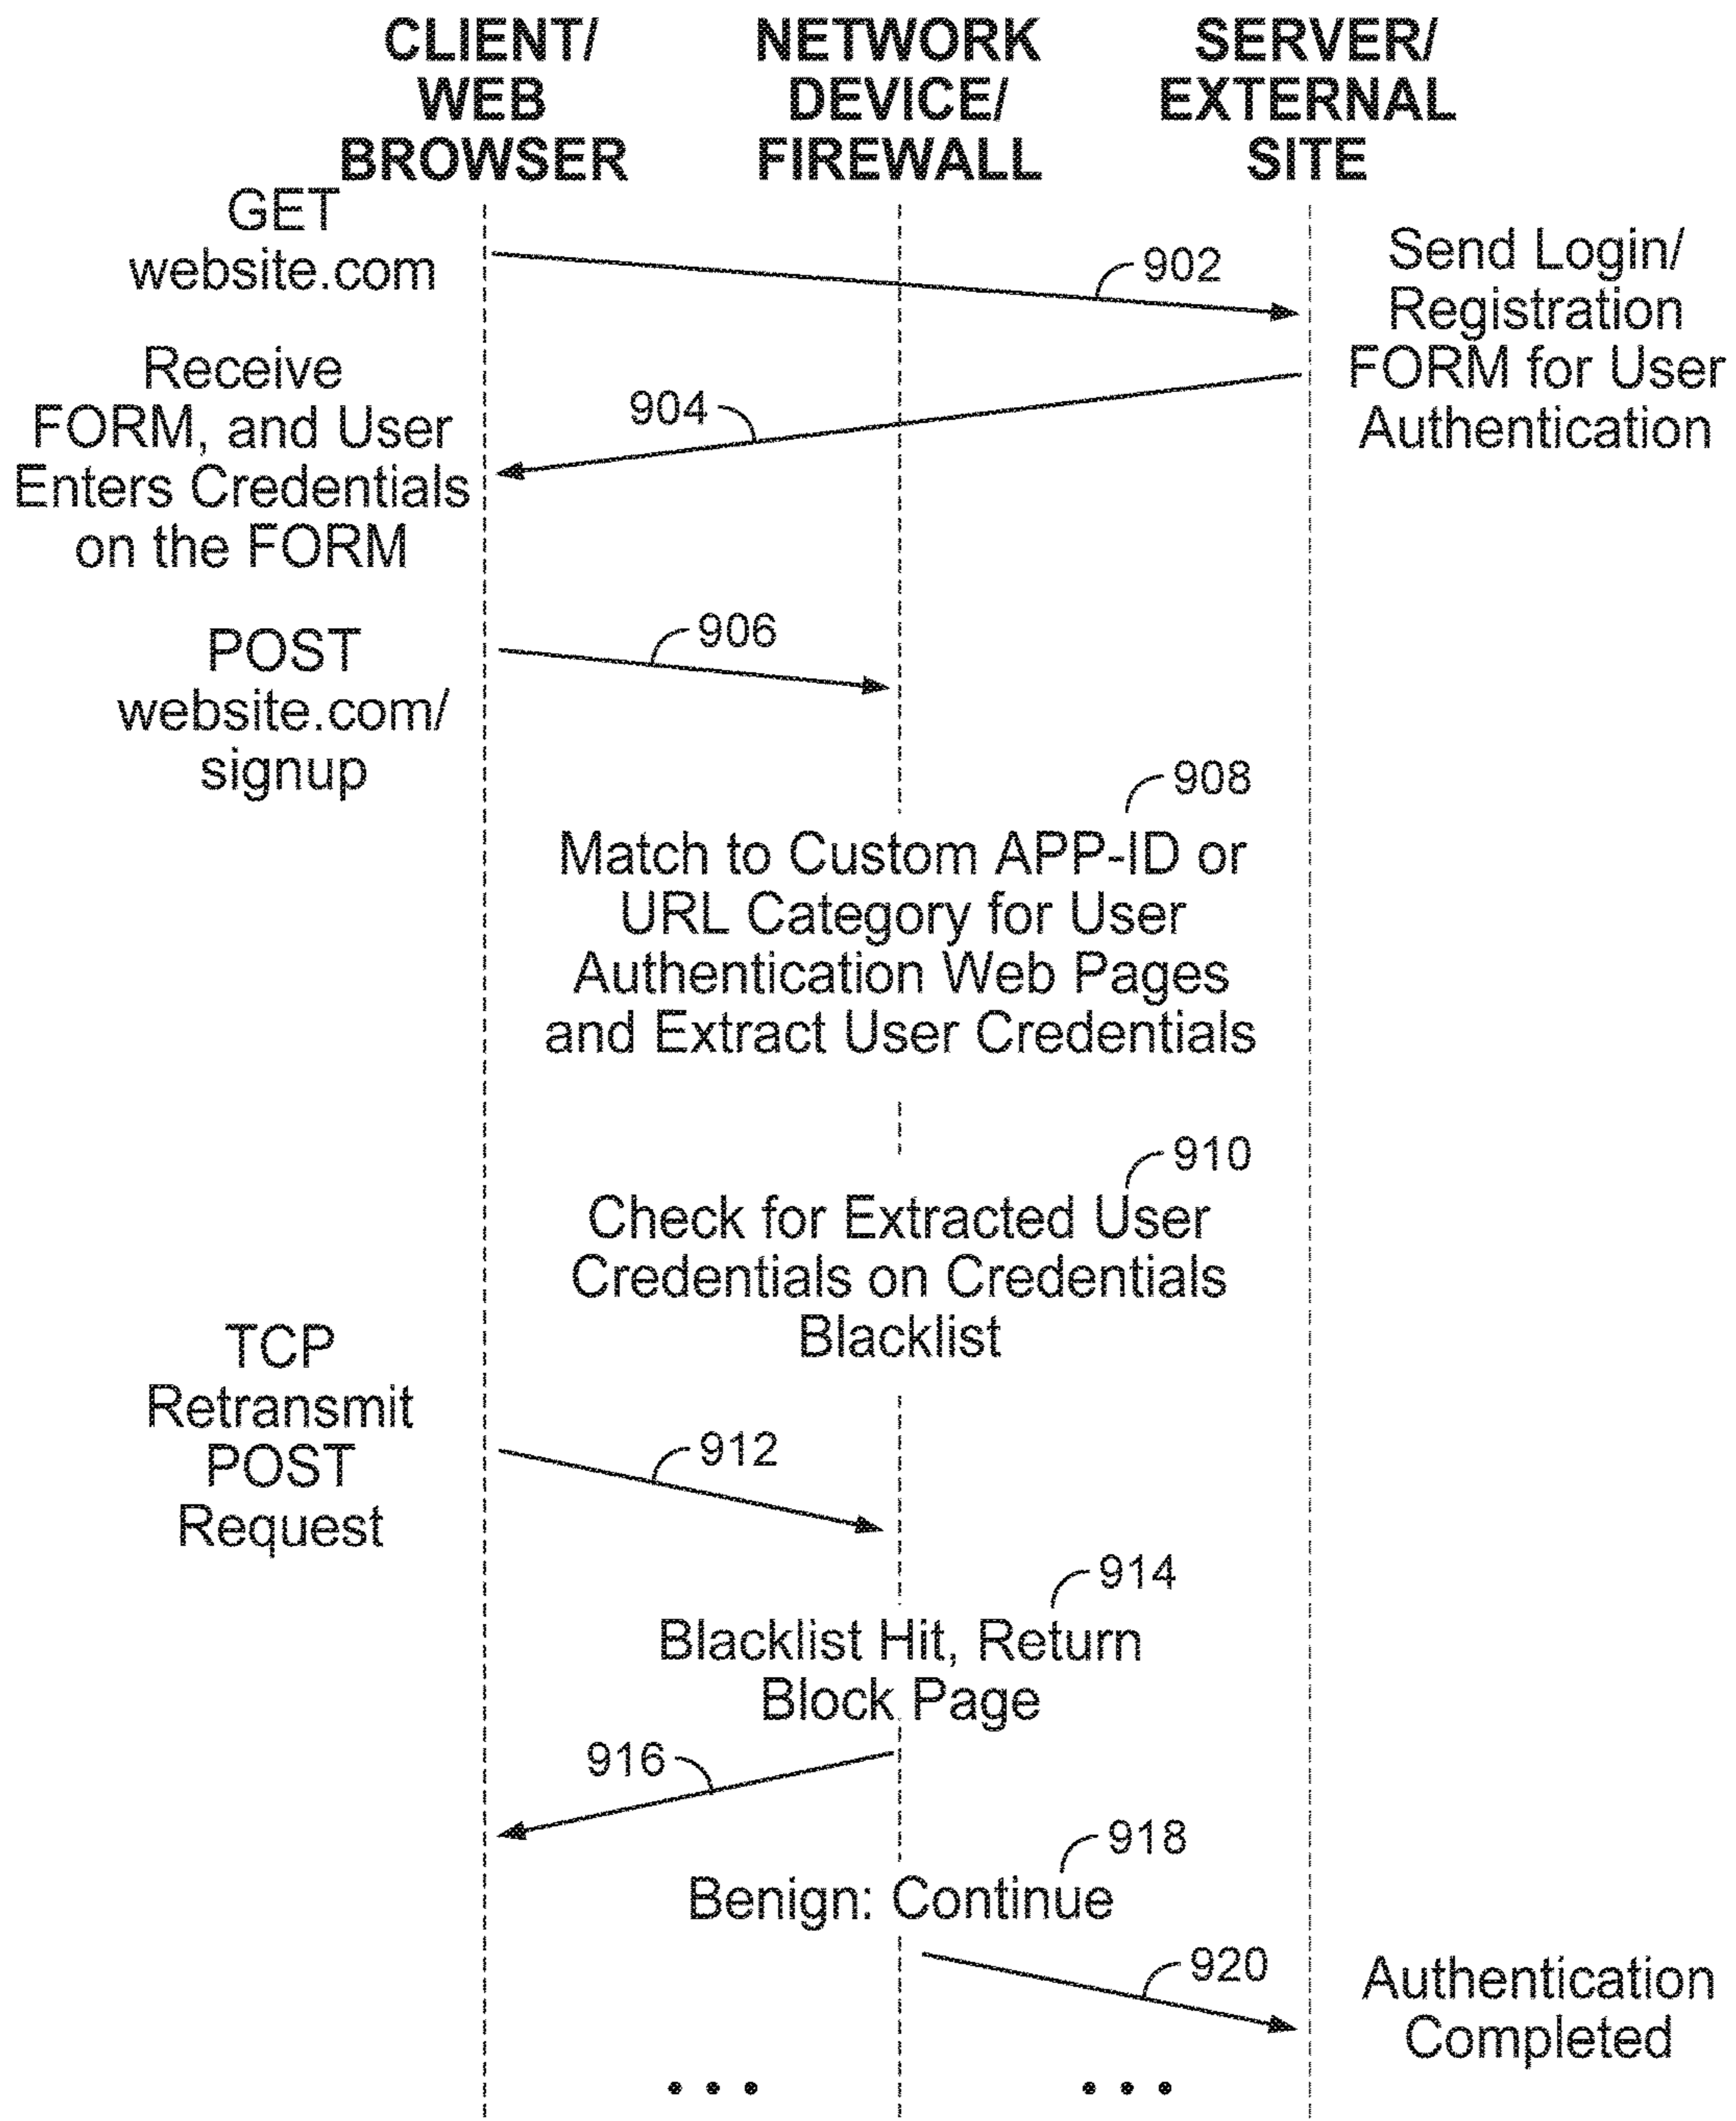 CLIENT/
WEB
BROWSER
NETWORK
DEVICE/
FIREWALL
SERVER/
EXTERNAL
SITE
GET
website.com
902
Send Login/
Registration
FORM for User
Authentication
Receive
FORM, and User
Enters Credentials
on the FORM
904
POST
website.com/
signup
906
908
Match to Custom APP-ID or
URL Category for User
Authentication Web Pages
and Extract User Credentials
910
Check for Extracted User
Credentials on Credentials
Blacklist
TCP
Retransmit
POST
Request
912
914
Blacklist Hit, Return
Block Page
916
918
Benign: Continue
920
Authentication
Completed
• • •
• • •